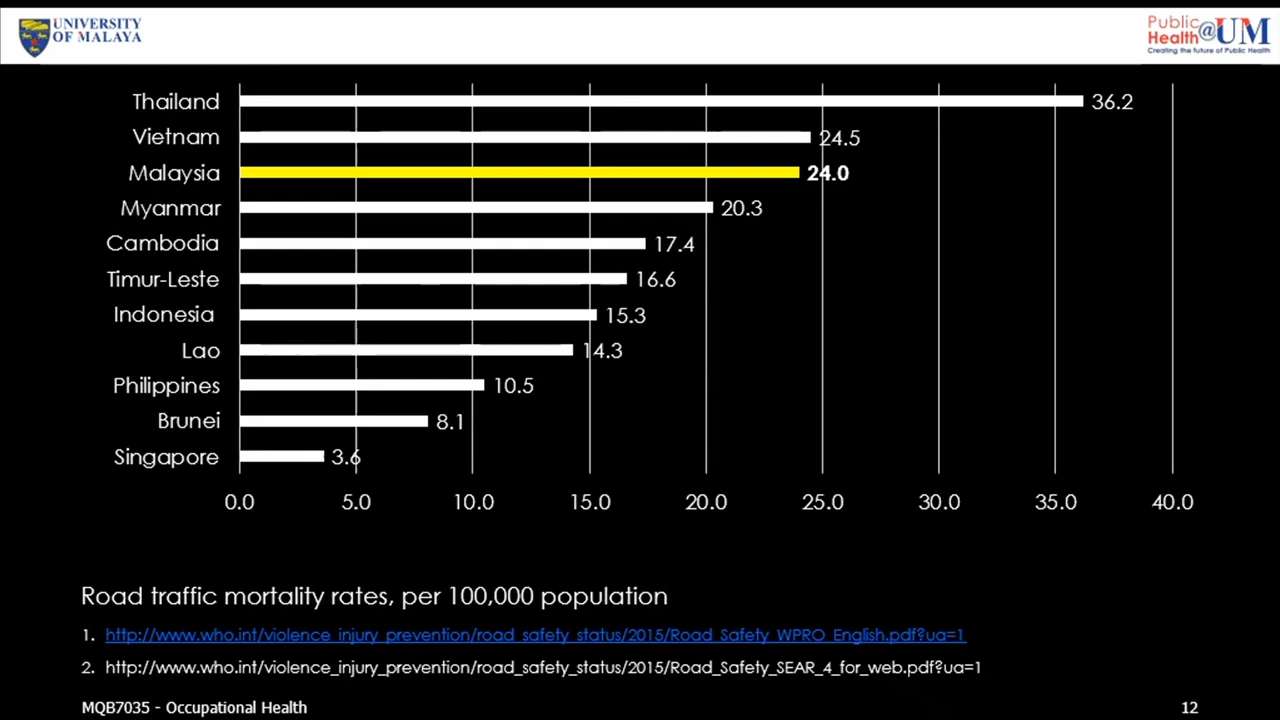 UNIVERSITY
OF MALAYA
Public
Health@UM
Creating the future of Public Health
Thailand 36.2
Vietnam 24.5
Malaysia 24.0
Myanmar 20.3
Cambodia 17.4
Timur-Leste 16.6
Indonesia 15.3
Lao 14.3
Philippines 10.5
Brunei 8.1
Singapore 3.6
0.0 5.0 10.0 15.0 20.0 25.0 30.0 35.0 40.0
Road traffic mortality rates, per 100,000 population
1. http://www.who.int/violence_injury_prevention/road_safety_status/2015/Road_Safety_WPRO_English.pdf?ua=1
2. http://www.who.int/violence_injury_prevention/road_safety_status/2015/Road_Safety_SEAR_4_for_web.pdf?ua=1
MQB7035 - Occupational Health 12